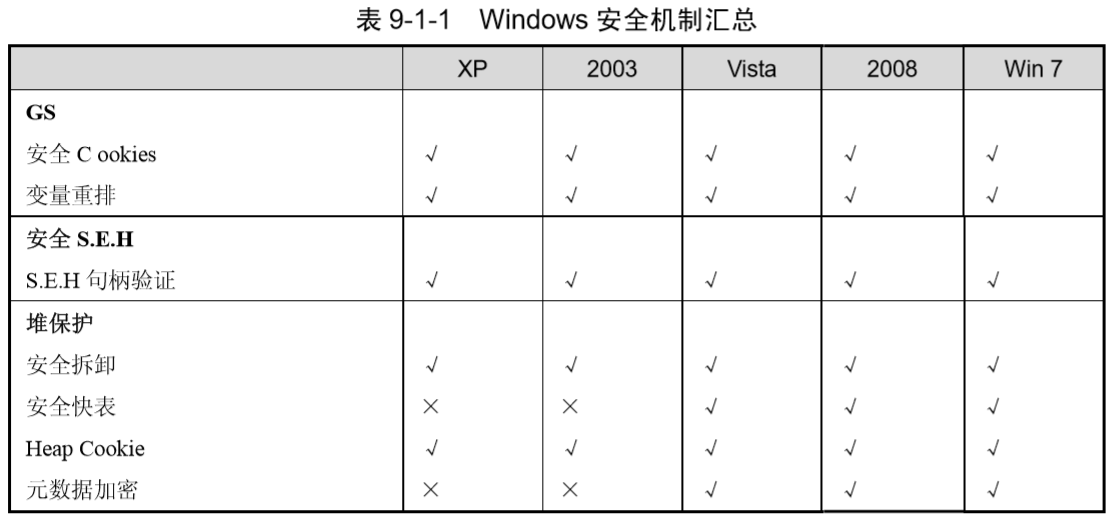 表 9-1-1 Windows 安全机制汇总
XP 2003 Vista 2008 Win 7
GS
安全 C ookies √ √ √ √ √
变量重排 √ √ √ √ √
安全 S.E.H
S.E.H 句柄验证 √ √ √ √ √
堆保护
安全拆卸 √ √ √ √ √
安全快表 × × √ √ √
Heap Cookie √ √ √ √ √
元数据加密 × × √ √ √